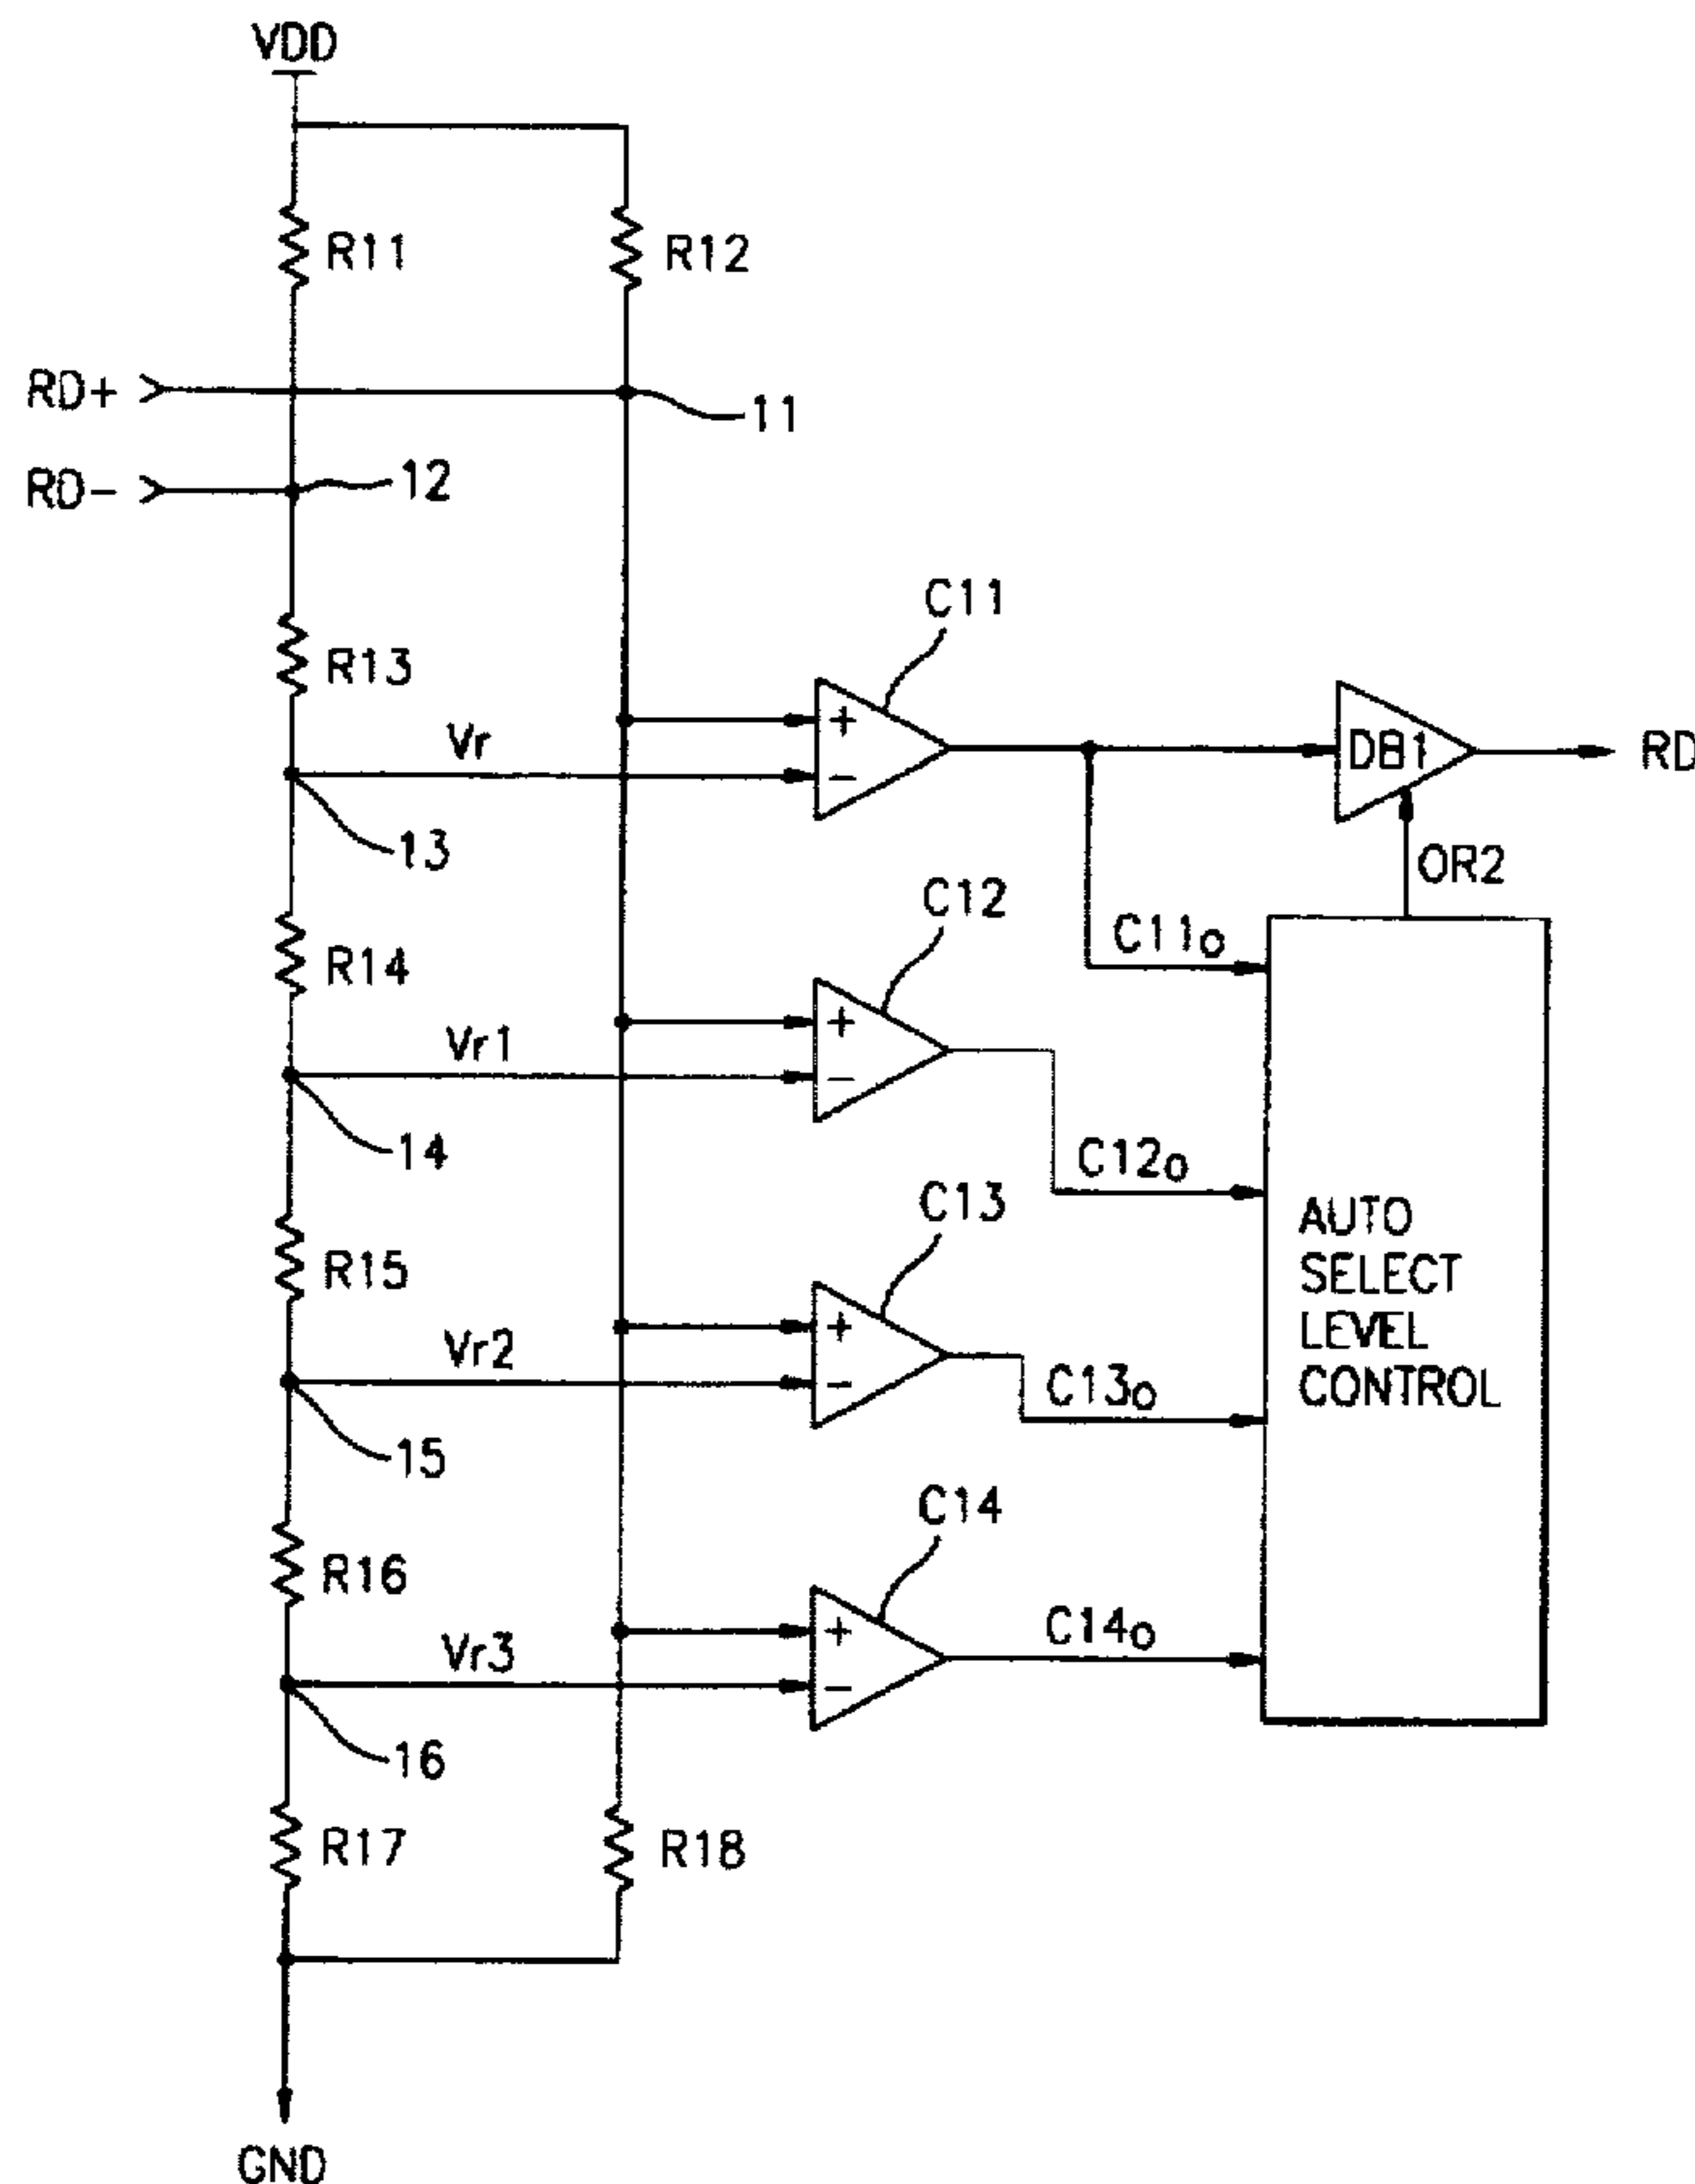 VDD
R11
R12
RD+
11
RD-
12
C11
R13
+
Vr
-
DB1
RD
13
OR2
C12
C11o
R14
+
Vr1
-
14
C12o
C13
AUTO
SELECT
LEVEL
CONTROL
R15
+
Vr2
-
C13o
15
C14
R16
+
C14o
Vr3
-
16
R17
R18
GND